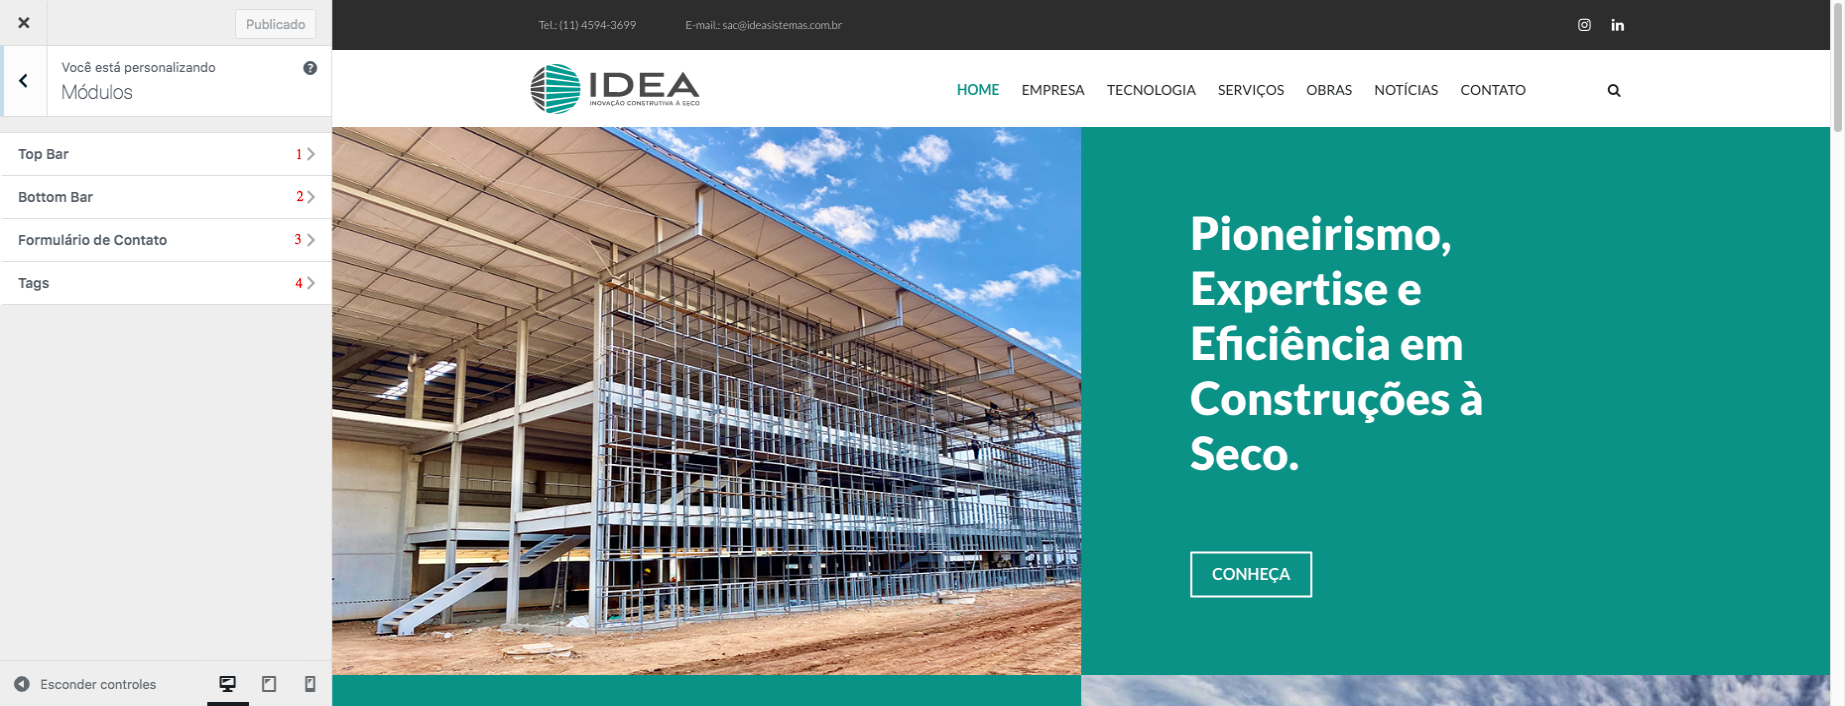 Publicado
Você está personalizando
Módulos
Top Bar 1
Bottom Bar 2
Formulário de Contato 3
Tags 4
Esconder controles
Tel.: (11) 4594-3699 E-mail.: sac@ideasistemas.com.br
IDEA
INOVAÇÃO CONSTRUTIVA À SECO
HOME EMPRESA TECNOLOGIA SERVIÇOS OBRAS NOTÍCIAS CONTATO
Pioneirismo,
Expertise e
Eficiência em
Construções à
Seco.
CONHEÇA